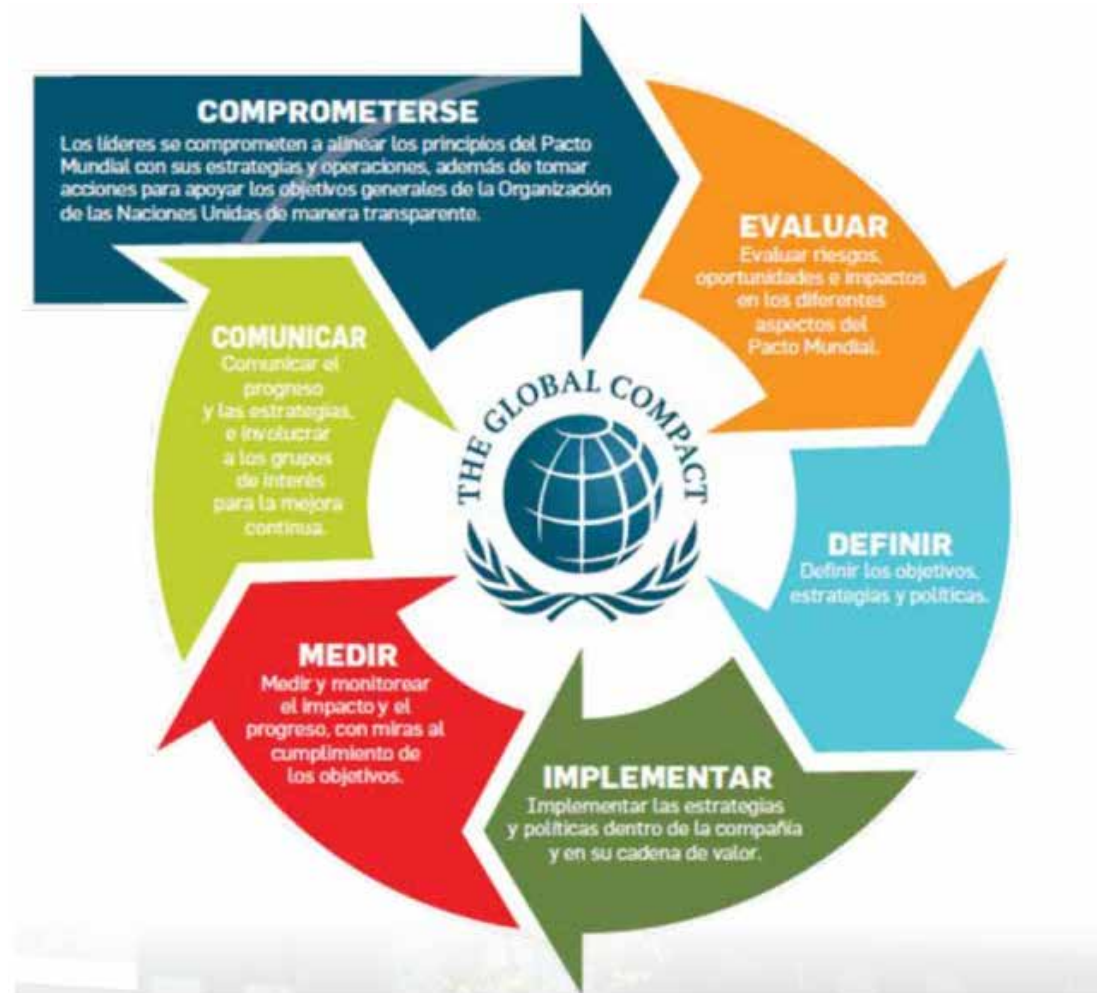 COMPROMETERSE
Los líderes se comprometen a alinear los principios del Pacto
Mundial con sus estrategias y operaciones, además de tomar
acciones para apoyar los objetivos generales de la Organización
de las Naciones Unidas de manera transparente.
EVALUAR
Evaluar riesgos,
oportunidades e impactos
en los diferentes
aspectos del
Pacto Mundial.
DEFINIR
Definir los objetivos,
estrategias y políticas.
IMPLEMENTAR
Implementar las estrategias
y políticas dentro de la compañía
y en su cadena de valor.
MEDIR
Medir y monitorear
el impacto y el
progreso, con miras al
cumplimiento de
los objetivos.
COMUNICAR
Comunicar el
progreso
y las estrategias,
e involucrar
a los grupos
de interés
para la mejora
continua.
THE GLOBAL COMPACT